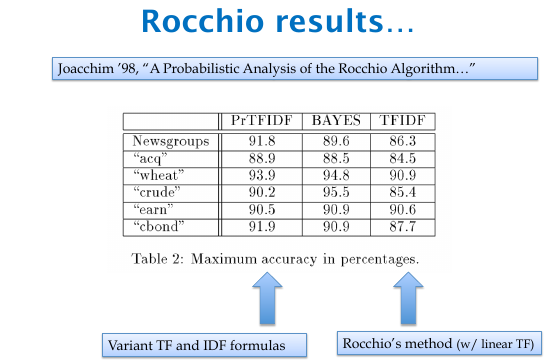 Rocchio results…
Joacchim ’98, “A Probabilistic Analysis of the Rocchio Algorithm…”
PrTFIDF BAYES TFIDF
Newsgroups 91.8 89.6 86.3
“acq” 88.9 88.5 84.5
“wheat” 93.9 94.8 90.9
“crude” 90.2 95.5 85.4
“earn” 90.5 90.9 90.6
“cbond” 91.9 90.9 87.7
Table 2: Maximum accuracy in percentages.
Variant TF and IDF formulas
Rocchio’s method (w/ linear TF)